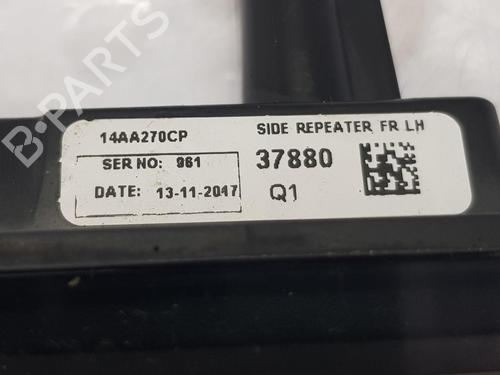 B-PARTS
14AA270CP
SIDE REPEATER FR LH
SER NO: 961
37880
DATE: 13-11-2017
Q1